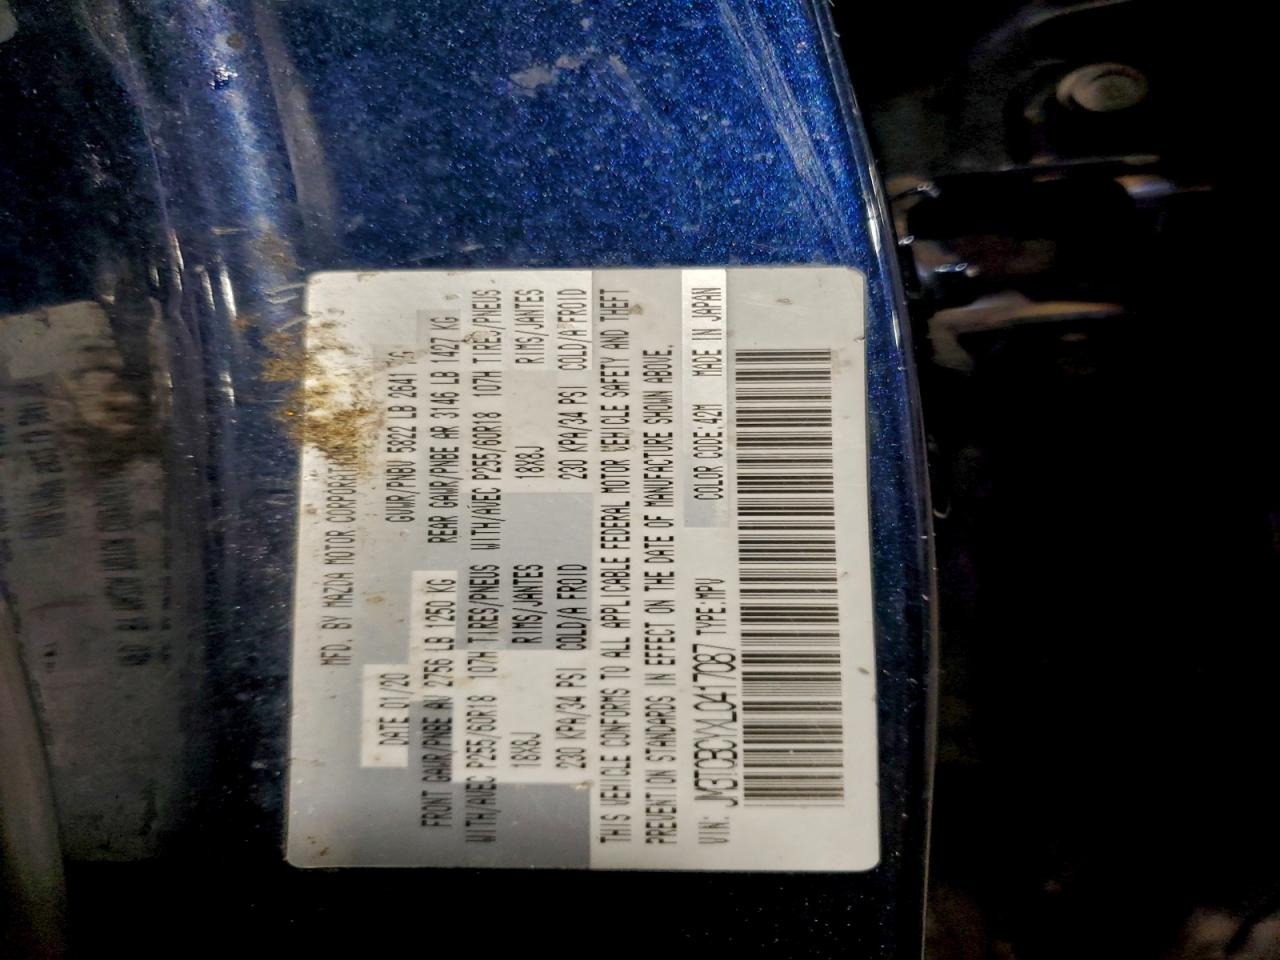 MFD. BY MAZDA MOTOR
DATE 01/20 GVWR/PNBV 5822 LB 2641 KG
FRONT GAWR/PNBE AV 2756 LB 1250 KG REAR GAWR/PNBE AR 3146 LB 1427 KG
WITH/AVEC P255/60R18 107H TIRES/PNEUS WITH/AVEC P255/60R18 107H TIRES/PNEUS
18X8J RIMS/JANTES 18X8J RIMS/JANTES
230 KPA/34 PSI COLD/A FROID 230 KPA/34 PSI COLD/A FROID
THIS VEHICLE CONFORMS TO ALL APPLICABLE FEDERAL MOTOR VEHICLE SAFETY AND THEFT
PREVENTION STANDARDS IN EFFECT ON THE DATE OF MANUFACTURE SHOWN ABOVE.
VIN: JM3TCBCYXL0417087 TYPE:MPV COLOR CODE:42M MADE IN JAPAN